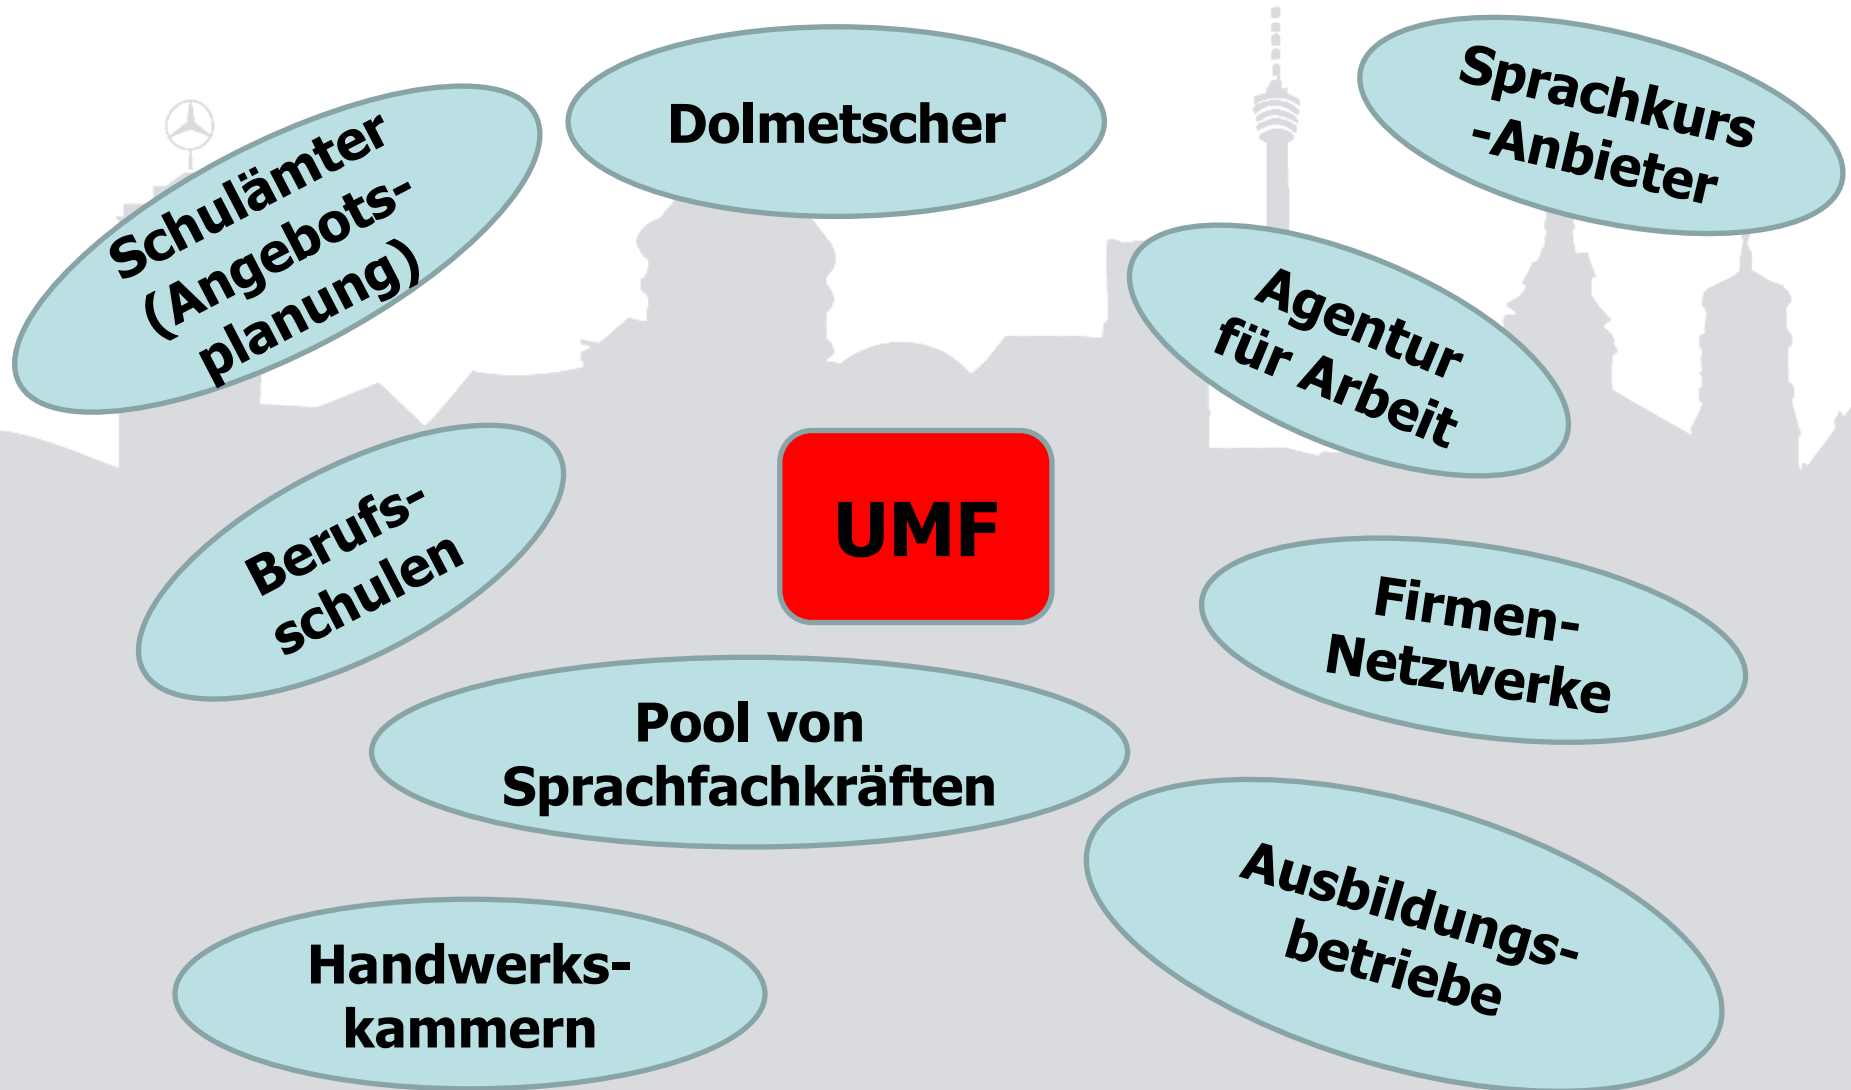 Dolmetscher
Sprachkurs
-Anbieter
Schulämter
(Angebots-
planung)
Agentur
für Arbeit
UMF
Berufs-
schulen
Firmen-
Netzwerke
Pool von
Sprachfachkräften
Ausbildungs-
betriebe
Handwerks-
kammern